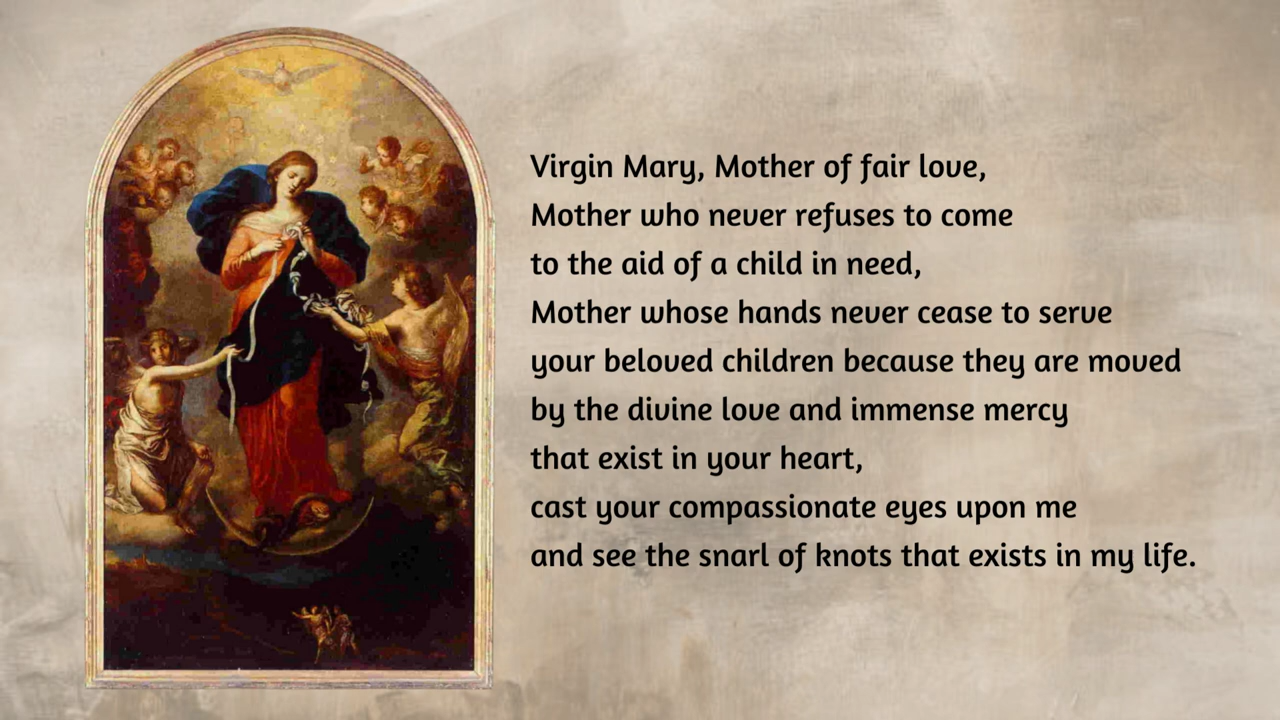 Virgin Mary, Mother of fair love,
Mother who never refuses to come
to the aid of a child in need,
Mother whose hands never cease to serve
your beloved children because they are moved
by the divine love and immense mercy
that exist in your heart,
cast your compassionate eyes upon me
and see the snarl of knots that exists in my life.